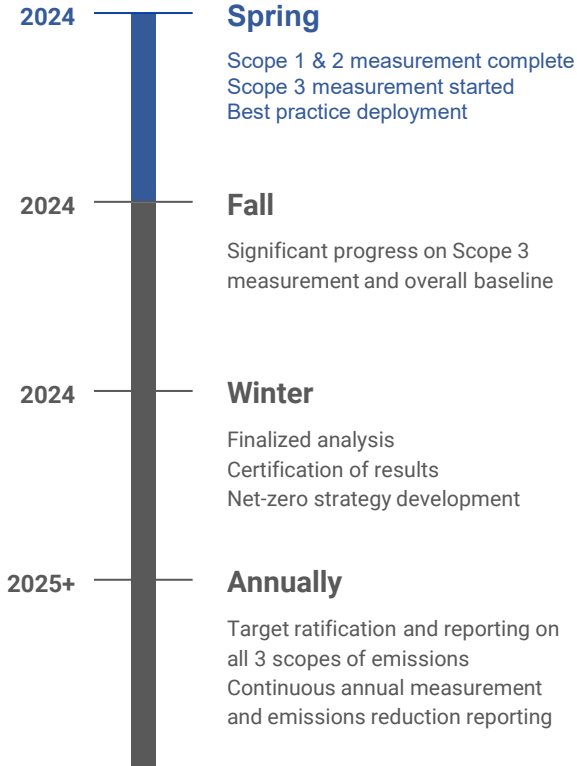 2024 Spring
Scope 1 & 2 measurement complete
Scope 3 measurement started
Best practice deployment
2024 Fall
Significant progress on Scope 3
measurement and overall baseline
2024 Winter
Finalized analysis
Certification of results
Net-zero strategy development
2025+ Annually
Target ratification and reporting on
all 3 scopes of emissions
Continuous annual measurement
and emissions reduction reporting